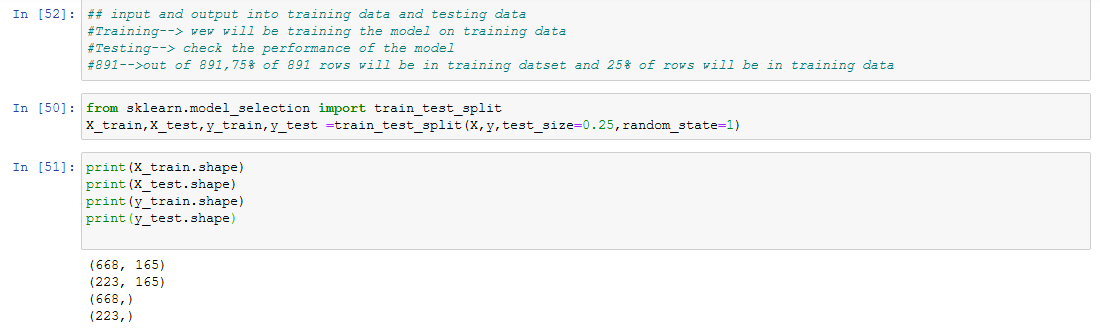 In [52]: ## input and output into training data and testing data
#Training--> wew will be training the model on training data
#Testing--> check the performance of the model
#891-->out of 891,75% of 891 rows will be in training datset and 25% of rows will be in training data
In [50]: from sklearn.model_selection import train_test_split
X_train,X_test,y_train,y_test =train_test_split(X,y,test_size=0.25,random_state=1)
In [51]: print(X_train.shape)
print(X_test.shape)
print(y_train.shape)
print(y_test.shape)
(668, 165)
(223, 165)
(668,)
(223,)